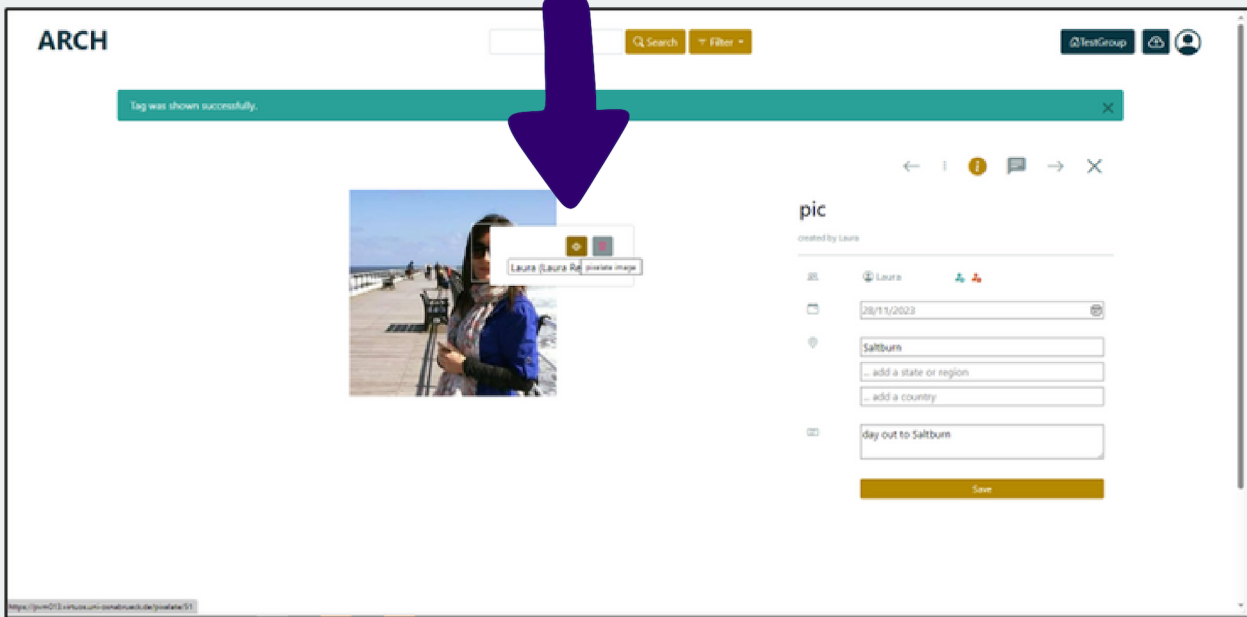 ARCH
Search
Filter
TestGroup
Tag was shown successfully.
pic
created by Laura
Laura (Laura Re
pixelate image
Laura
28/11/2023
Saltburn
... add a state or region
... add a country
day out to Saltburn
Save